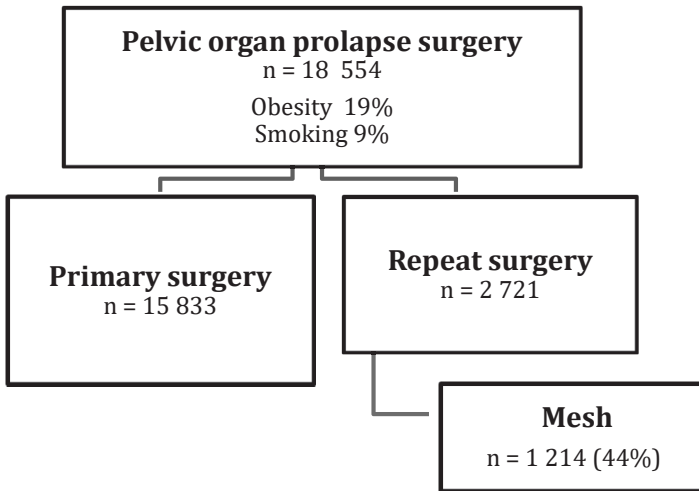 Pelvic organ prolapse surgery
n = 18 554
Obesity 19%
Smoking 9%
Primary surgery
n = 15 833
Repeat surgery
n = 2 721
Mesh
n = 1 214 (44%)